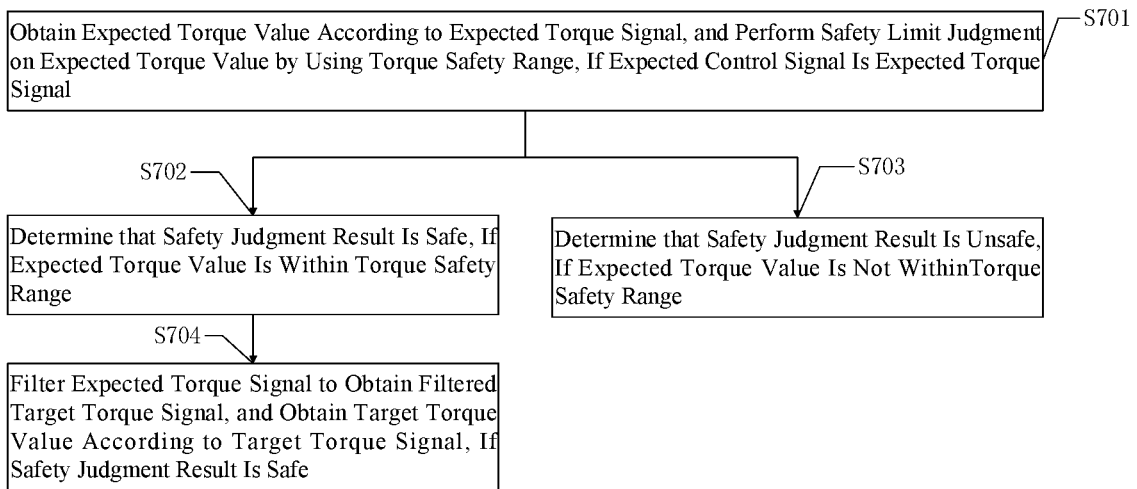 S701
Obtain Expected Torque Value According to Expected Torque Signal, and Perform Safety Limit Judgment
on Expected Torque Value by Using Torque Safety Range, If Expected Control Signal Is Expected Torque
Signal
S702
S703
Determine that Safety Judgment Result Is Safe, If
Expected Torque Value Is Within Torque Safety
Range
Determine that Safety Judgment Result Is Unsafe,
If Expected Torque Value Is Not WithinTorque
Safety Range
S704
Filter Expected Torque Signal to Obtain Filtered
Target Torque Signal, and Obtain Target Torque
Value According to Target Torque Signal, If
Safety Judgment Result Is Safe